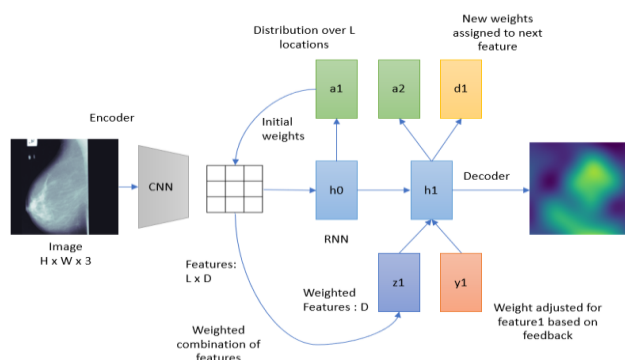 Distribution over L
locations
New weights
assigned to next
feature
a1
a2
d1
Encoder
Initial
weights
CNN
h0
h1
Decoder
RNN
Image
H x W x 3
Features:
L x D
Weighted
Features : D
z1
y1
Weight adjusted for
feature1 based on
feedback
Weighted
combination of
features